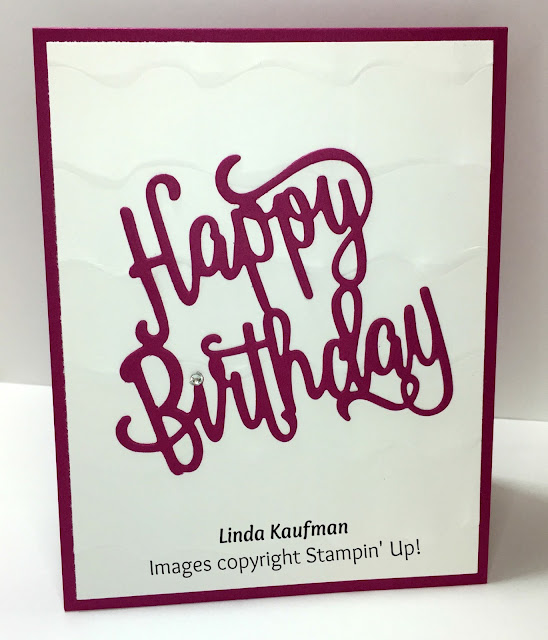 Happy
Birthday
Linda Kaufman
Images copyright Stampin' Up!